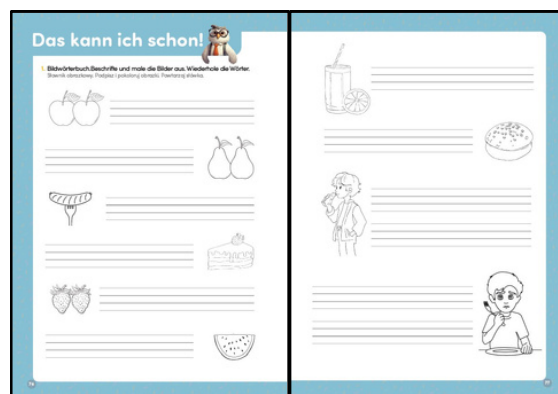 Das kann ich schon!
1. Bildwörterbuch.Beschrifte und male die Bilder aus. Wiederhole die Wörter.
Słownik obrazkowy. Podpisz i pokoloruj obrazki. Powtarzaj słówka.